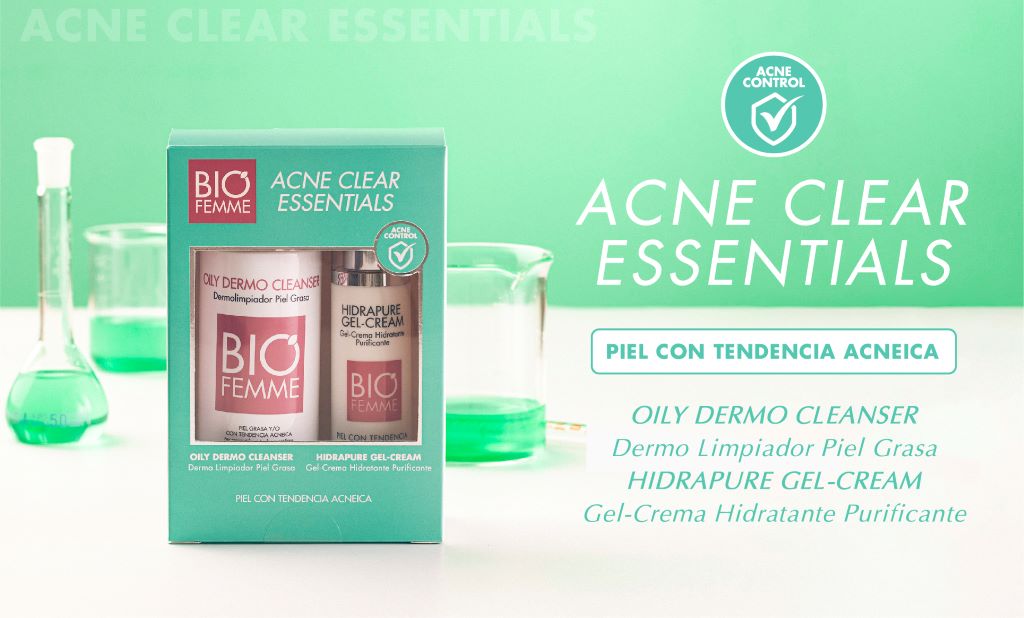 ACNE CLEAR ESSENTIALS
ACNE
CONTROL
ACNE CLEAR
ESSENTIALS
PIEL CON TENDENCIA ACNEICA
OILY DERMO CLEANSER
Dermo Limpiador Piel Grasa
HIDRAPURE GEL-CREAM
Gel-Crema Hidratante Purificante
BIO
FEMME
ACNE CLEAR
ESSENTIALS
ACNE
CONTROL
OILY DERMO CLEANSER
Dermolimpiador Piel Grasa
BIO
FEMME
PIEL GRASA Y/O
CON TENDENCIA ACNEICA
HIDRAPURE
GEL-CREAM
Gel-Crema Hidratante
Purificante
BIO
FEMME
PIEL CON TENDENCIA
OILY DERMO CLEANSER
Dermo Limpiador Piel Grasa
HIDRAPURE GEL-CREAM
Gel-Crema Hidratante Purificante
PIEL CON TENDENCIA ACNEICA